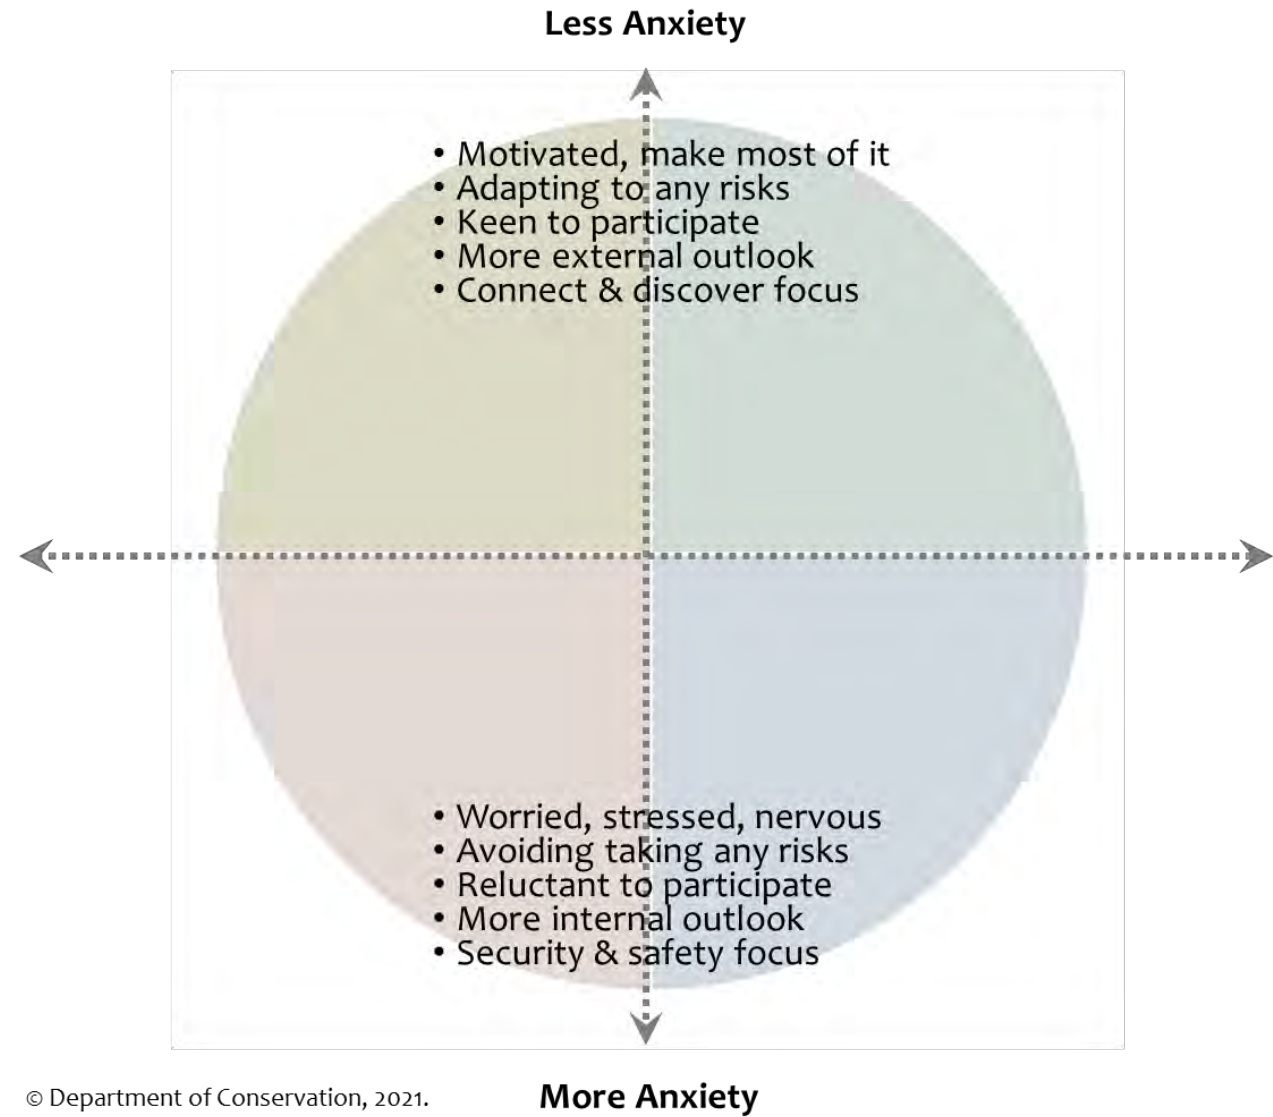 Less Anxiety
• Motivated, make most of it
• Adapting to any risks
• Keen to participate
• More external outlook
• Connect & discover focus
• Worried, stressed, nervous
• Avoiding taking any risks
• Reluctant to participate
• More internal outlook
• Security & safety focus
© Department of Conservation, 2021.
More Anxiety